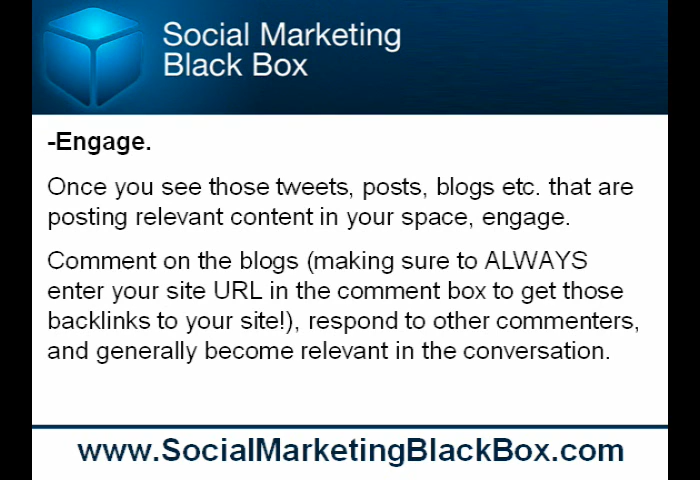 Social Marketing
Black Box
-Engage.
Once you see those tweets, posts, blogs etc. that are
posting relevant content in your space, engage.
Comment on the blogs (making sure to ALWAYS
enter your site URL in the comment box to get those
backlinks to your site!), respond to other commenters,
and generally become relevant in the conversation.
www.SocialMarketingBlackBox.com